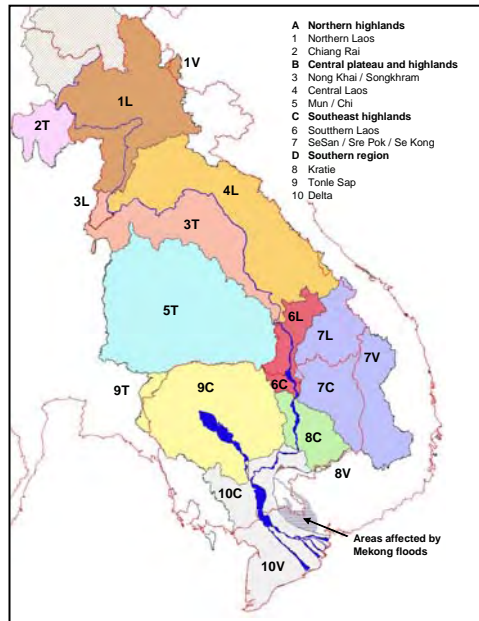 A Northern highlands
1 Northern Laos
2 Chiang Rai
B Central plateau and highlands
3 Nong Khai / Songkhram
4 Central Laos
5 Mun / Chi
C Southeast highlands
6 Soutthern Laos
7 SeSan / Sre Pok / Se Kong
D Southern region
8 Kratie
9 Tonle Sap
10 Delta
1V
1L
2T
3L
4L
3T
5T
6L
7L
7V
9T
9C
6C
7C
8C
8V
10C
Areas affected by
Mekong floods
10V